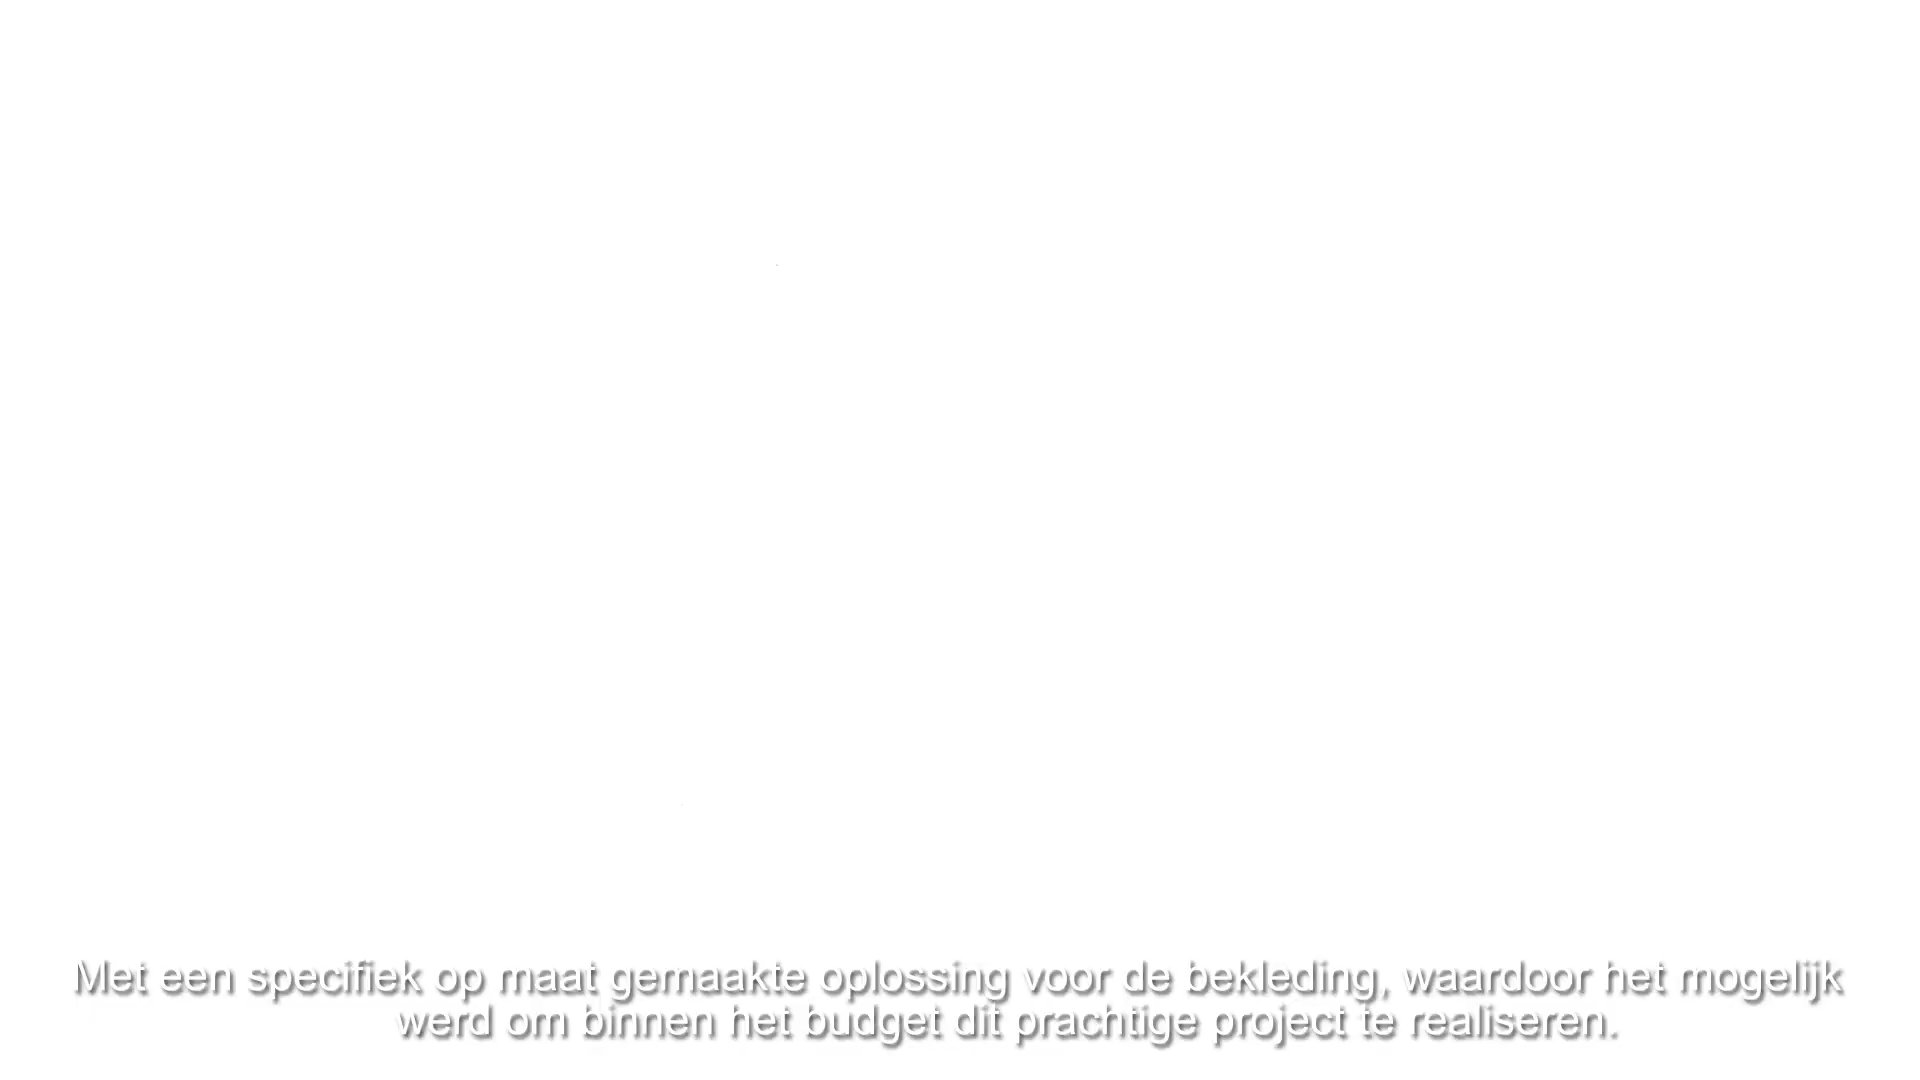 Met een specifiek op maat gemaakte oplossing voor de bekleding, waardoor het mogelijk
werd om binnen het budget dit prachtige project te realiseren.